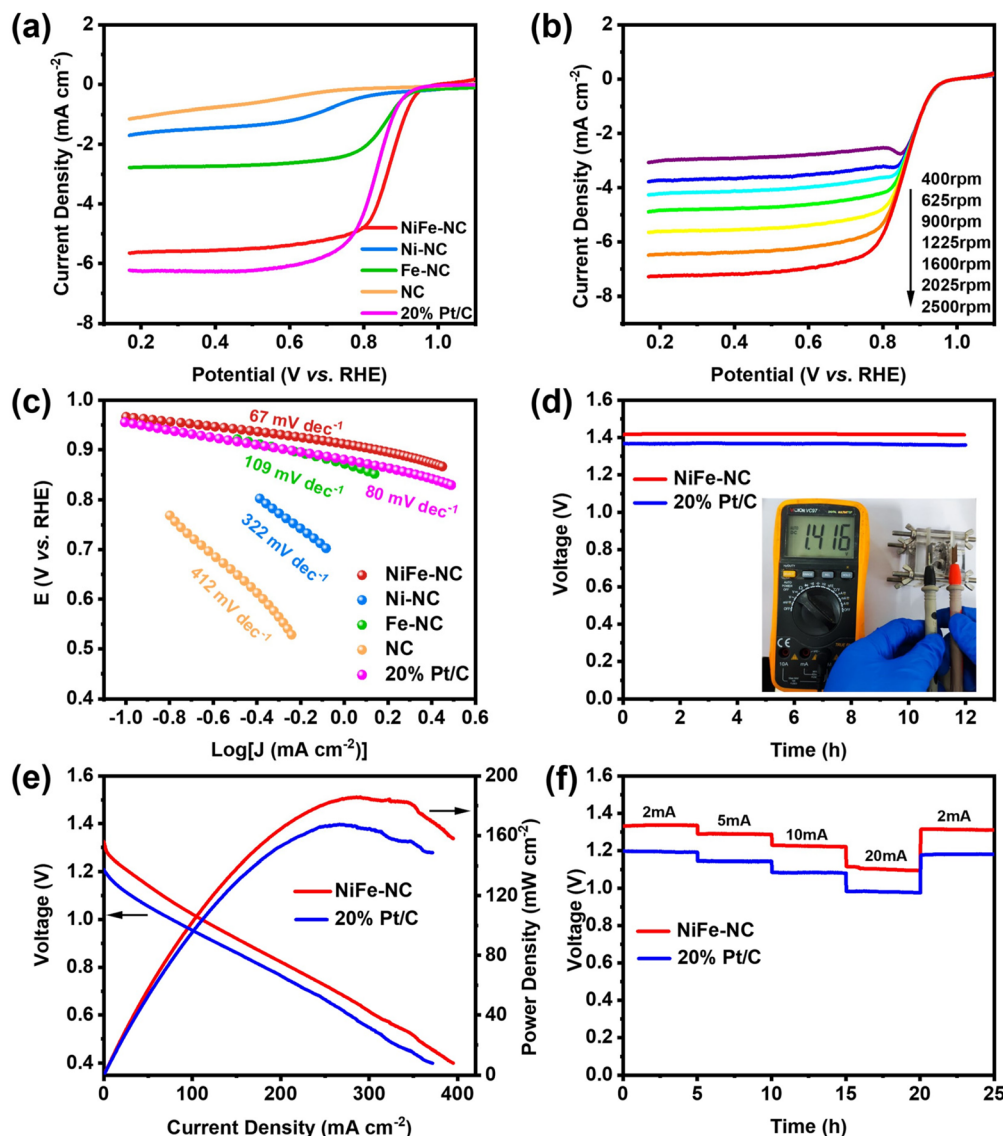 (a)
2
0
-2
-4
-6
-8
0.2
0.4
0.6
0.8
1.0
Current Density (mA cm⁻²)
Potential (V vs. RHE)
NiFe-NC
Ni-NC
Fe-NC
NC
20% Pt/C
(b)
2
0
-2
-4
-6
-8
0.2
0.4
0.6
0.8
1.0
Current Density (mA cm⁻²)
Potential (V vs. RHE)
400rpm
625rpm
900rpm
1225rpm
1600rpm
2025rpm
2500rpm
(c)
1.0
0.9
0.8
0.7
0.6
0.5
0.4
-1.0
-0.8
-0.6
-0.4
-0.2
0.0
0.2
0.4
0.6
E (V vs. RHE)
Log[J (mA cm⁻²)]
67 mV dec⁻¹
109 mV dec⁻¹
80 mV dec⁻¹
322 mV dec⁻¹
412 mV dec⁻¹
NiFe-NC
Ni-NC
Fe-NC
NC
20% Pt/C
(d)
1.6
1.4
1.2
1.0
0.8
0.6
0.4
0.2
0.0
0
2
4
6
8
10
12
Voltage (V)
Time (h)
NiFe-NC
20% Pt/C
1.416
(e)
1.6
1.4
1.2
1.0
0.8
0.6
0.4
200
160
120
80
40
0
0
100
200
300
400
Voltage (V)
Power Density (mW cm⁻²)
Current Density (mA cm⁻²)
NiFe-NC
20% Pt/C
(f)
1.6
1.4
1.2
1.0
0.8
0.6
0.4
0.2
0.0
0
5
10
15
20
25
Voltage (V)
Time (h)
2mA
5mA
10mA
20mA
2mA
NiFe-NC
20% Pt/C